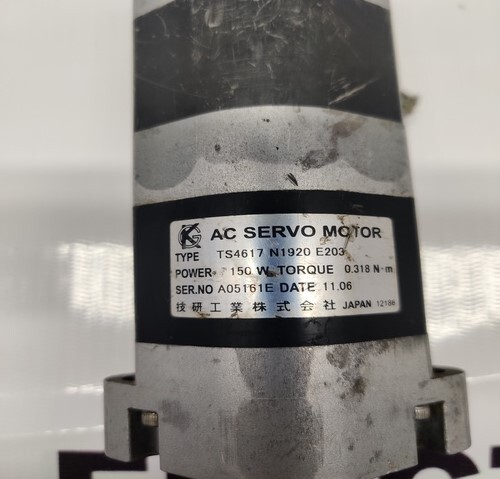 GK AC SERVO MOTOR
TYPE TS4617 N1920 E203
POWER 150 W TORQUE 0.318 N-m
SER.NO A05161E DATE 11.06
技研工業株式会社 JAPAN 12186